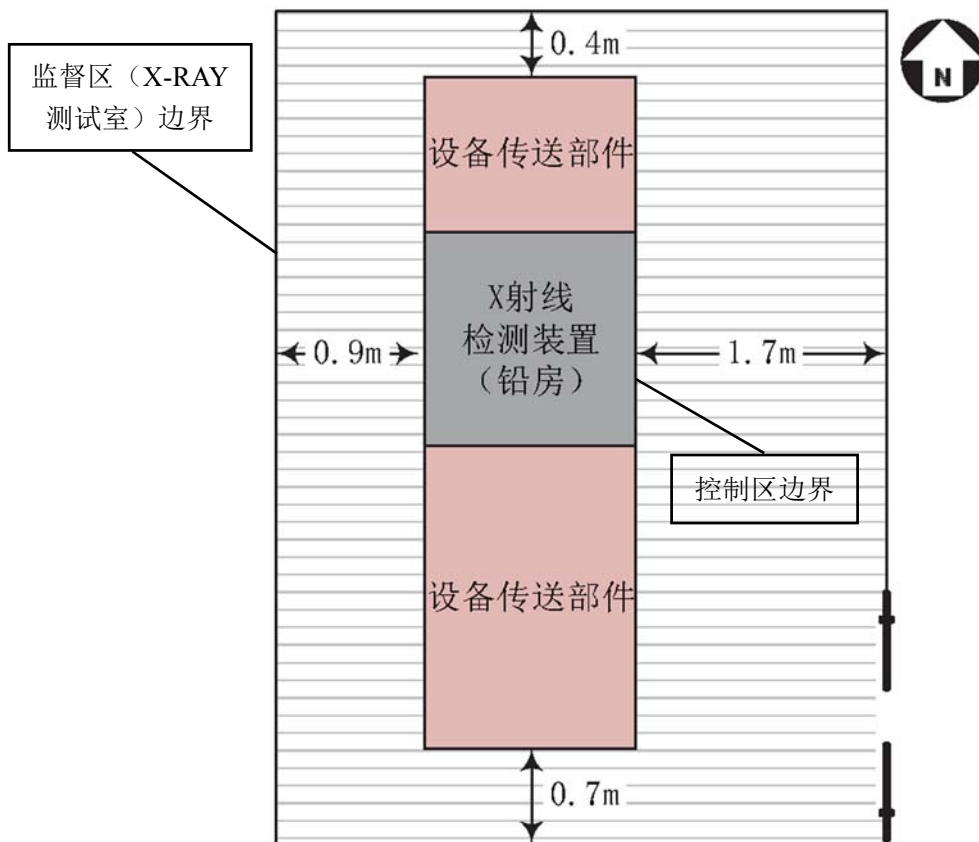 0.4m
监督区（X-RAY
测试室）边界
N
设备传送部件
X射线
检测装置
（铅房）
0.9m
1.7m
控制区边界
设备传送部件
0.7m